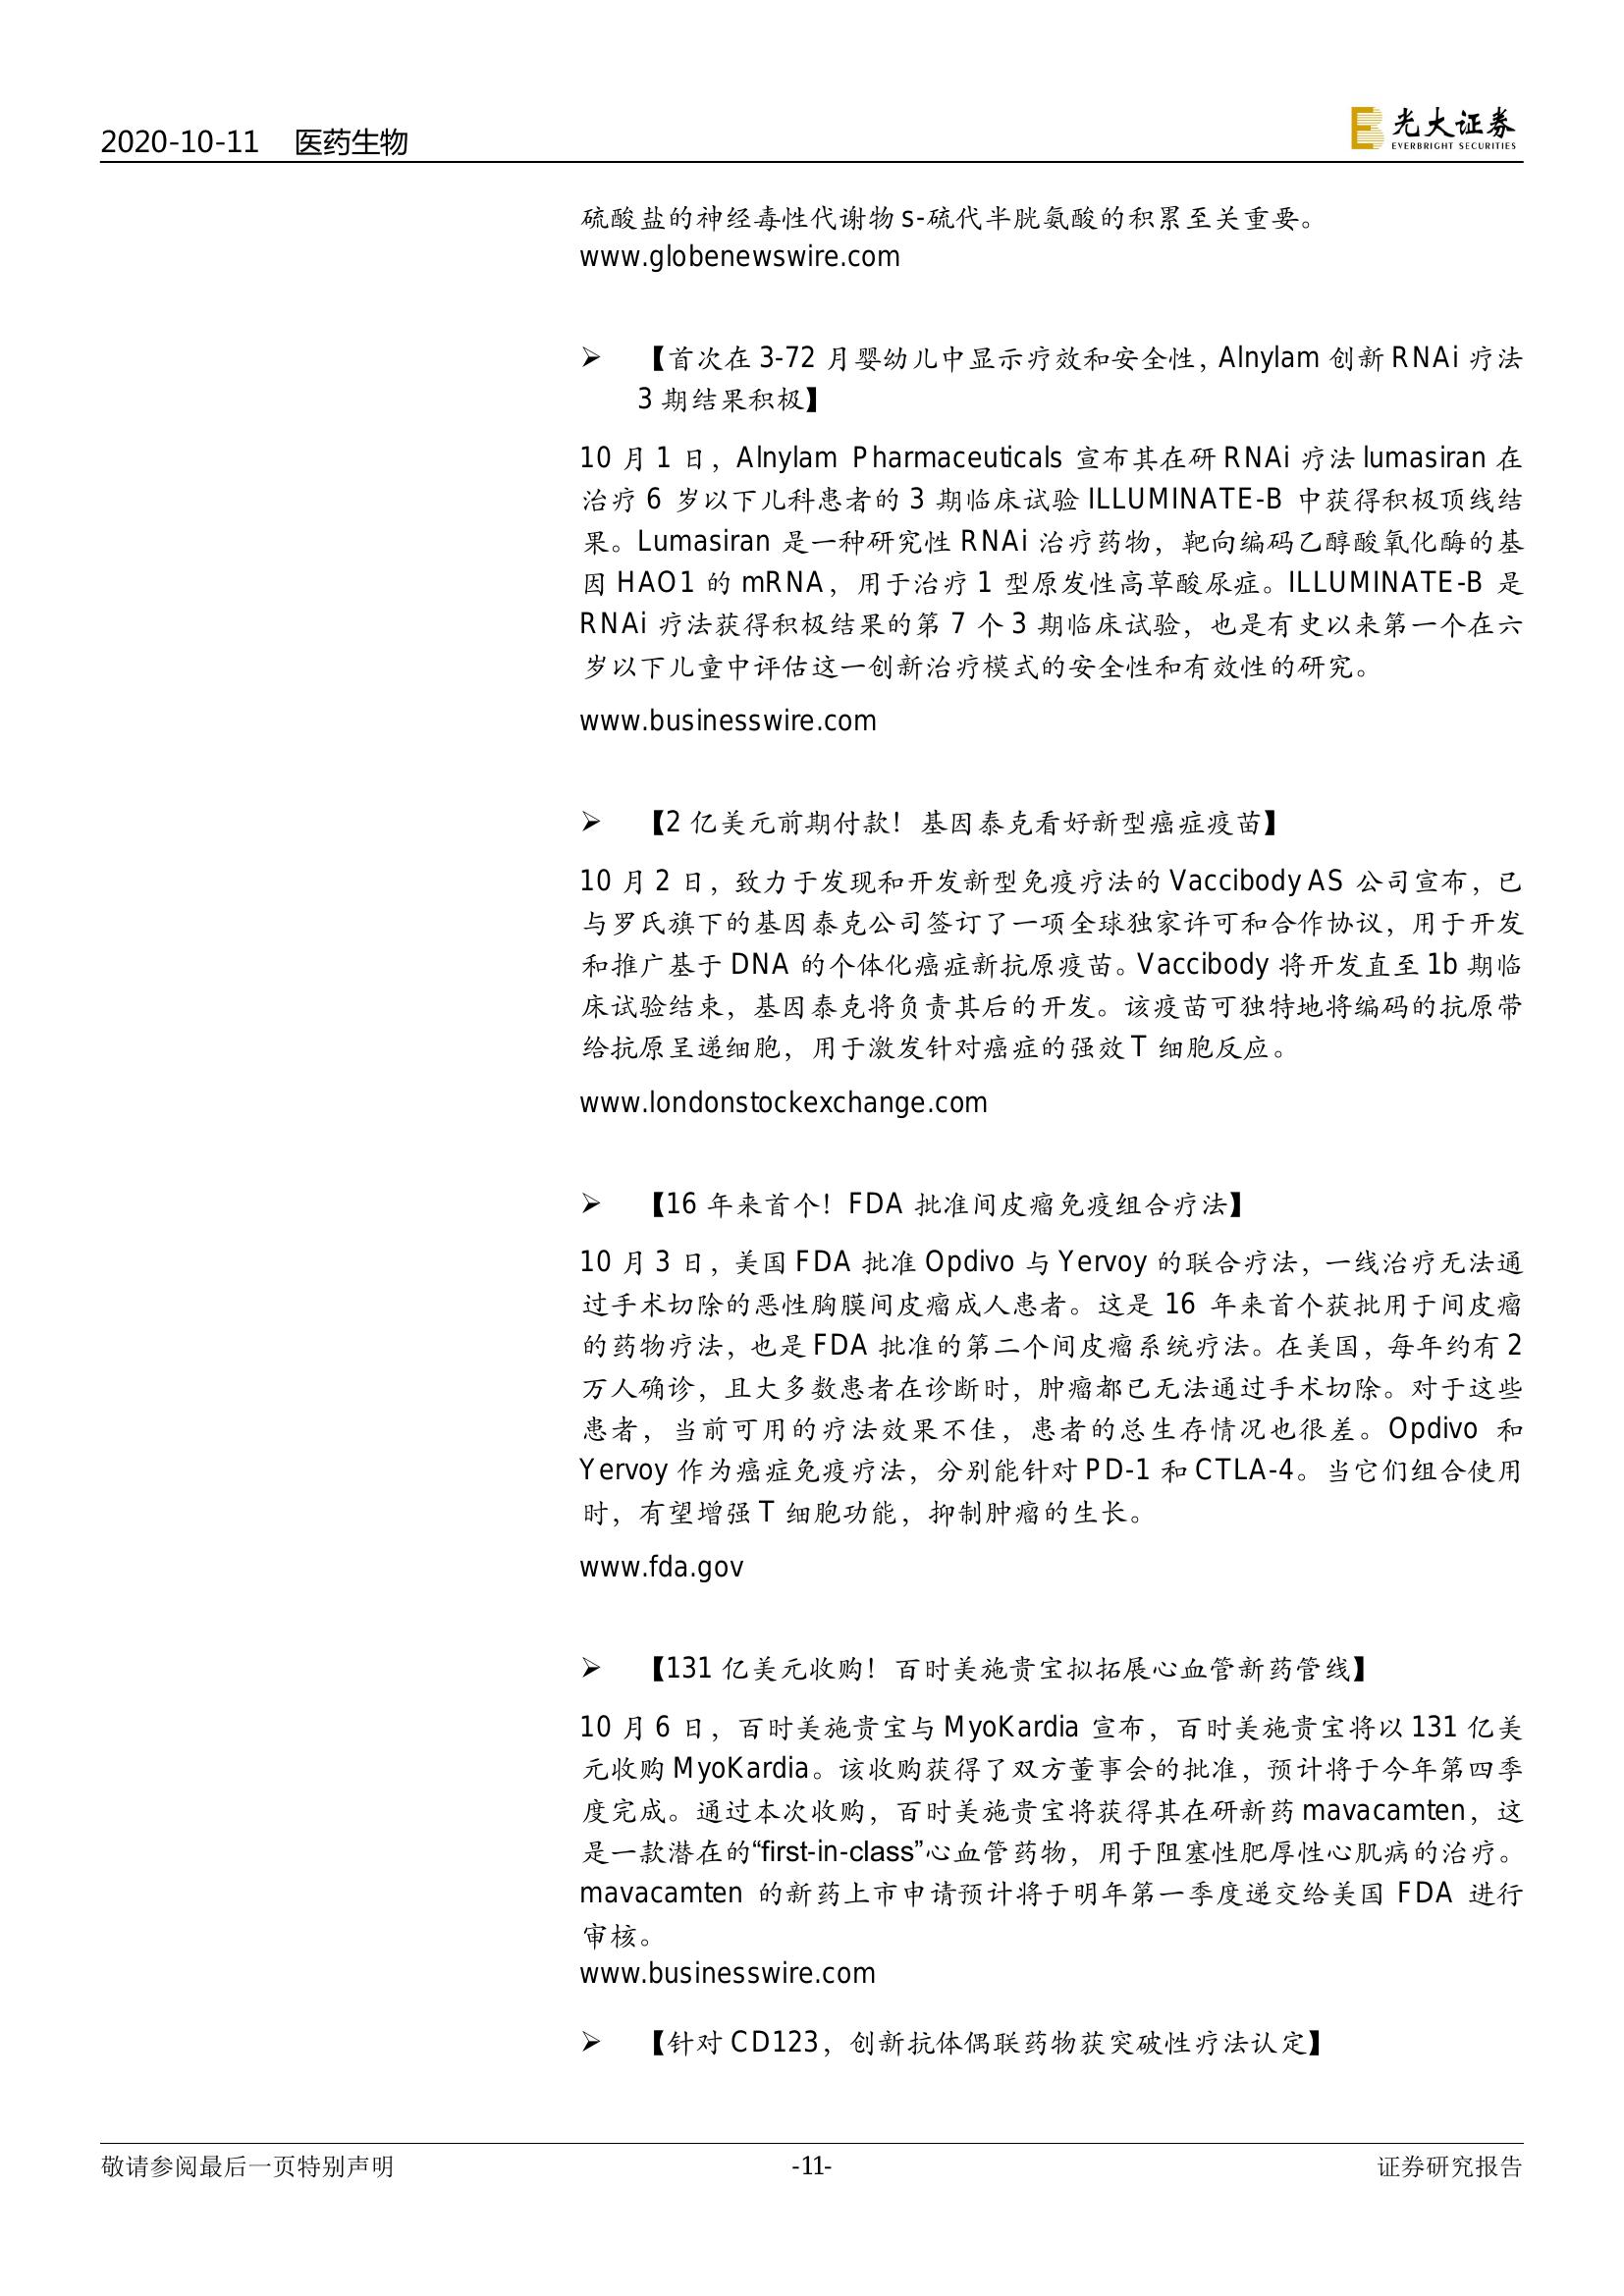 2020-10-11 医药生物
光大证券
EVERBRIGHT SECURITIES
硫酸盐的神经毒性代谢物 s-硫代半胱氨酸的积累至关重要。
www.globenewswire.com
➢ 【首次在 3-72 月婴幼儿中显示疗效和安全性，Alnylam 创新 RNAi 疗法
3 期结果积极】
10 月 1 日，Alnylam Pharmaceuticals 宣布其在研 RNAi 疗法 lumasiran 在
治疗 6 岁以下儿科患者的 3 期临床试验 ILLUMINATE-B 中获得积极顶线结
果。Lumasiran 是一种研究性 RNAi 治疗药物，靶向编码乙醇酸氧化酶的基
因 HAO1 的 mRNA，用于治疗 1 型原发性高草酸尿症。ILLUMINATE-B 是
RNAi 疗法获得积极结果的第 7 个 3 期临床试验，也是有史以来第一个在六
岁以下儿童中评估这一创新治疗模式的安全性和有效性的研究。
www.businesswire.com
➢ 【2 亿美元前期付款！基因泰克看好新型癌症疫苗】
10 月 2 日，致力于发现和开发新型免疫疗法的 Vaccibody AS 公司宣布，已
与罗氏旗下的基因泰克公司签订了一项全球独家许可和合作协议，用于开发
和推广基于 DNA 的个体化癌症新抗原疫苗。Vaccibody 将开发直至 1b 期临
床试验结束，基因泰克将负责其后的开发。该疫苗可独特地将编码的抗原带
给抗原呈递细胞，用于激发针对癌症的强效 T 细胞反应。
www.londonstockexchange.com
➢ 【16 年来首个！FDA 批准间皮瘤免疫组合疗法】
10 月 3 日，美国 FDA 批准 Opdivo 与 Yervoy 的联合疗法，一线治疗无法通
过手术切除的恶性胸膜间皮瘤成人患者。这是 16 年来首个获批用于间皮瘤
的药物疗法，也是 FDA 批准的第二个间皮瘤系统疗法。在美国，每年约有 2
万人确诊，且大多数患者在诊断时，肿瘤都已无法通过手术切除。对于这些
患者，当前可用的疗法效果不佳，患者的总生存情况也很差。Opdivo 和
Yervoy 作为癌症免疫疗法，分别能针对 PD-1 和 CTLA-4。当它们组合使用
时，有望增强 T 细胞功能，抑制肿瘤的生长。
www.fda.gov
➢ 【131 亿美元收购！百时美施贵宝拟拓展心血管新药管线】
10 月 6 日，百时美施贵宝与 MyoKardia 宣布，百时美施贵宝将以 131 亿美
元收购 MyoKardia。该收购获得了双方董事会的批准，预计将于今年第四季
度完成。通过本次收购，百时美施贵宝将获得其在研新药 mavacamten，这
是一款潜在的“first-in-class”心血管药物，用于阻塞性肥厚性心肌病的治疗。
mavacamten 的新药上市申请预计将于明年第一季度递交给美国 FDA 进行
审核。
www.businesswire.com
➢ 【针对 CD123，创新抗体偶联药物获突破性疗法认定】
敬请参阅最后一页特别声明 -11- 证券研究报告